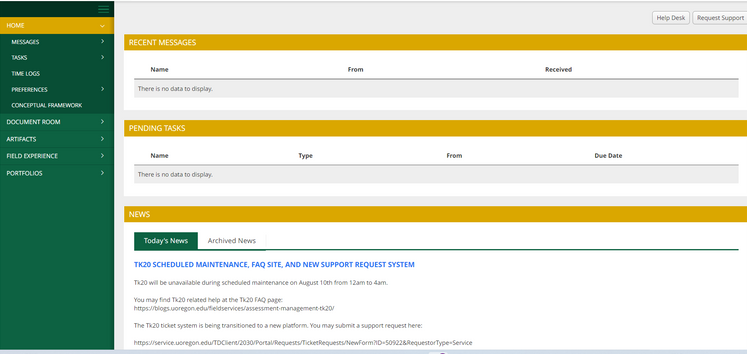 Help Desk Request Support
HOME
MESSAGES
TASKS
TIME LOGS
PREFERENCES
CONCEPTUAL FRAMEWORK
DOCUMENT ROOM
ARTIFACTS
FIELD EXPERIENCE
PORTFOLIOS
RECENT MESSAGES
Name From Received
There is no data to display.
PENDING TASKS
Name Type From Due Date
There is no data to display.
NEWS
Today's News Archived News
TK20 SCHEDULED MAINTENANCE, FAQ SITE, AND NEW SUPPORT REQUEST SYSTEM
Tk20 will be unavailable during scheduled maintenance on August 10th from 12am to 4am.
You may find Tk20 related help at the Tk20 FAQ page:
https://blogs.uoregon.edu/fieldservices/assessment-management-tk20/
The Tk20 ticket system is being transitioned to a new platform. You may submit a support request here:
https://service.uoregon.edu/TDClient/2030/Portal/Requests/TicketRequests/NewForm?ID=50922&RequestorType=Service